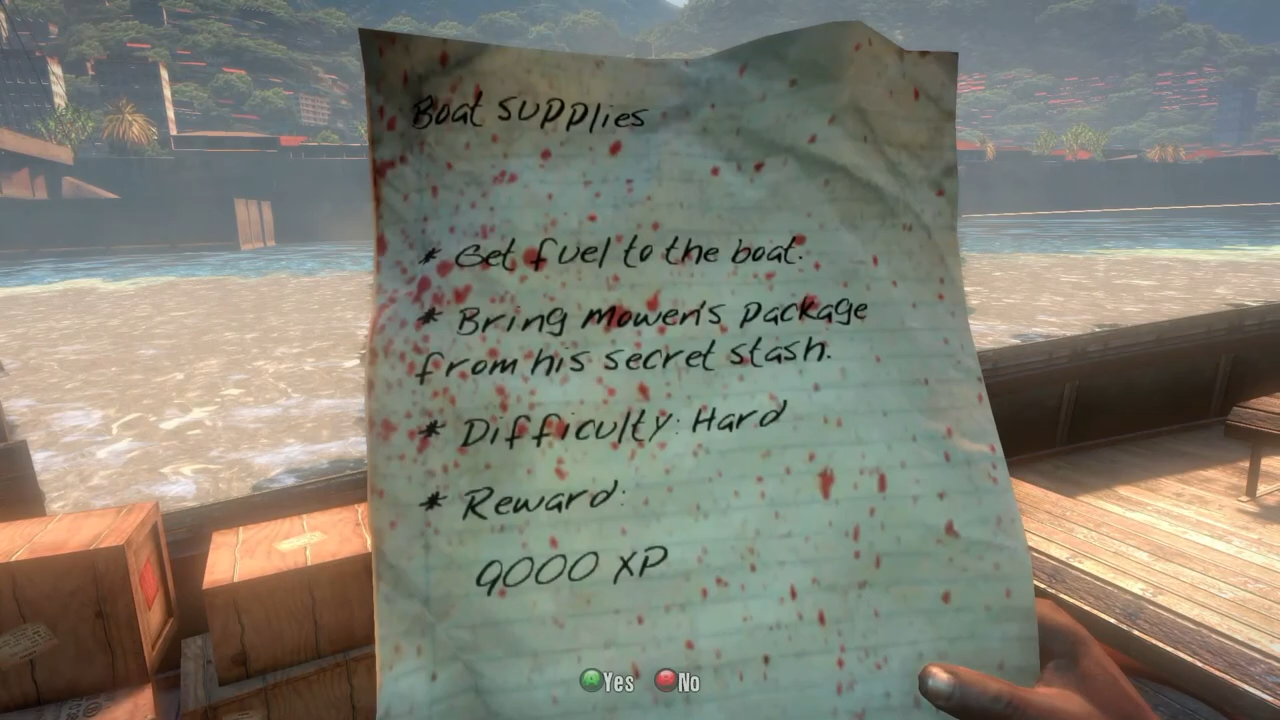 Boat supplies
* Get fuel to the boat.
* Bring Mowen's package
from his secret stash.
* Difficulty: Hard
* Reward:
9000 XP
A Yes B No